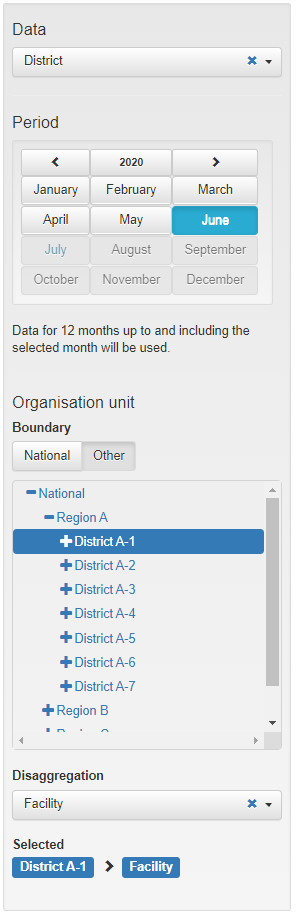 Data
District
Period
2020
January February March
April May June
July August September
October November December
Data for 12 months up to and including the
selected month will be used.
Organisation unit
Boundary
National Other
National
Region A
District A-1
District A-2
District A-3
District A-4
District A-5
District A-6
District A-7
Region B
Disaggregation
Facility
Selected
District A-1 Facility